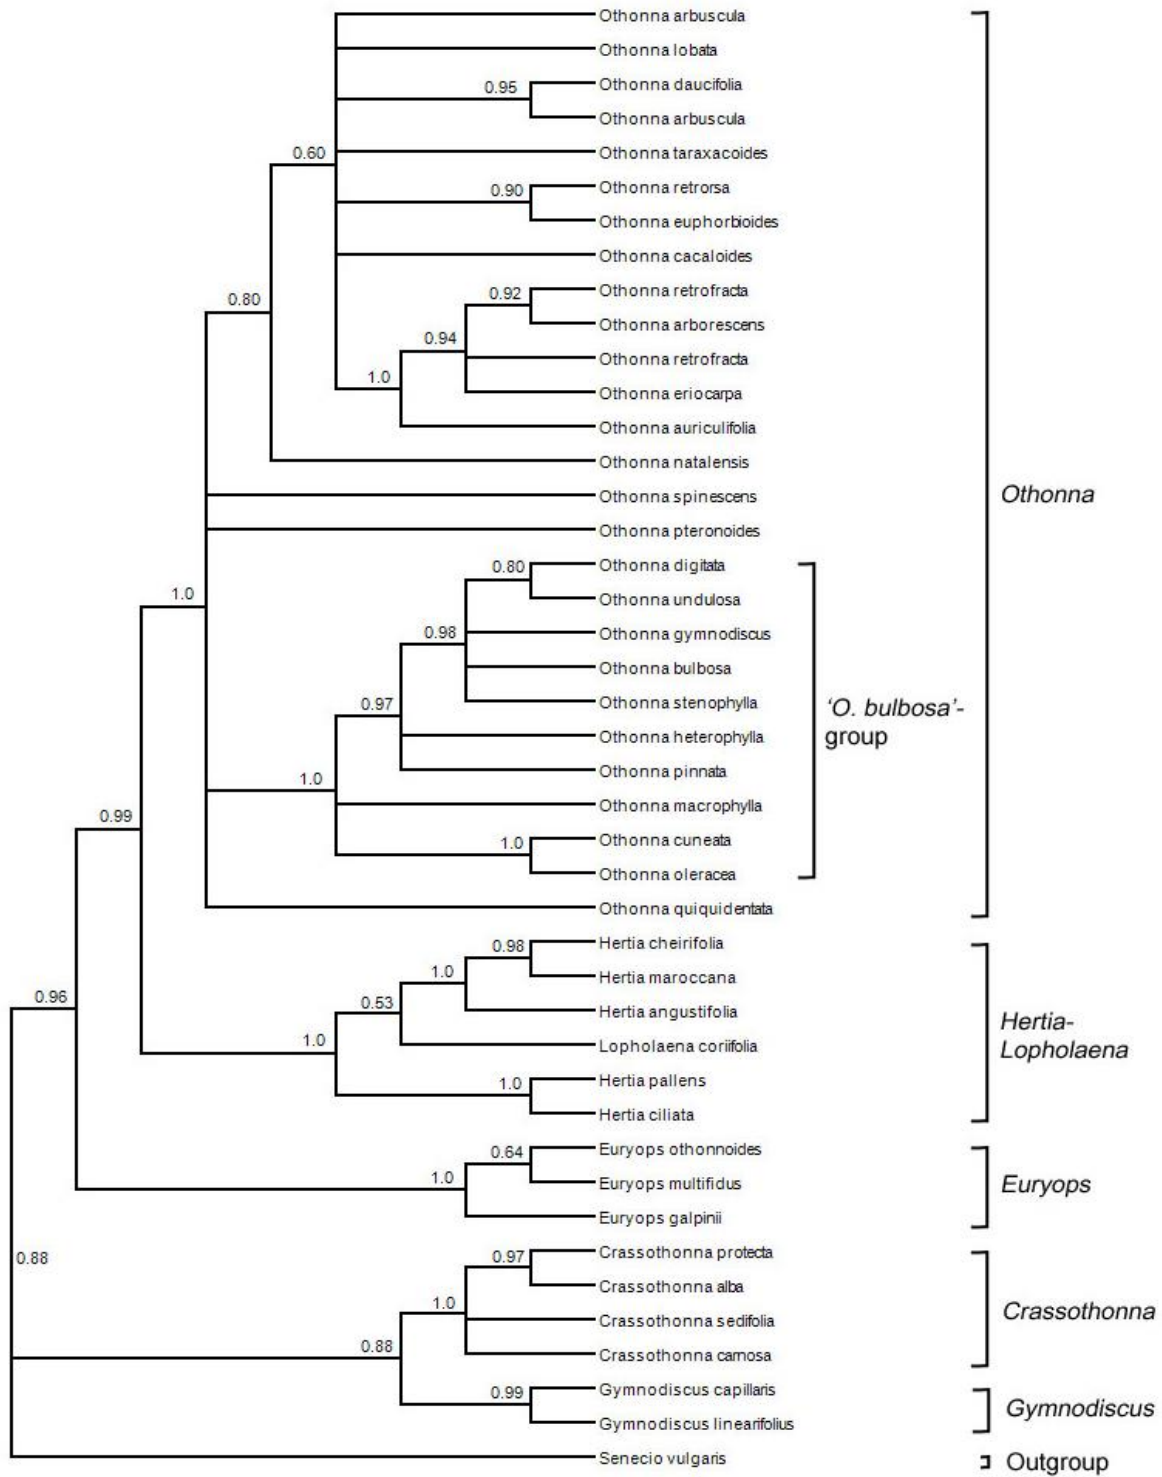 Othonna arbuscula
Othonna lobata
0.95
Othonna daucifolia
Othonna arbuscula
0.60
Othonna taraxacoides
0.90
Othonna retrorsa
Othonna euphorbioides
Othonna cacaloides
0.80
0.92
Othonna retrofracta
Othonna arborescens
0.94
Othonna retrofracta
1.0
Othonna eriocarpa
Othonna auriculifolia
Othonna natalensis
Othonna spinescens
Othonna
Othonna pteronoides
0.80
Othonna digitata
1.0
Othonna undulosa
0.98
Othonna gymnodiscus
Othonna bulbosa
0.97
Othonna stenophylla
'O. bulbosa'-
group
Othonna heterophylla
Othonna pinnata
1.0
Othonna macrophylla
0.99
1.0
Othonna cuneata
Othonna oleracea
Othonna quiquidentata
0.98
Hertia cheirifolia
1.0
Hertia maroccana
0.96
0.53
Hertia angustifolia
Hertia-
Lopholaena
1.0
Lopholaena coriifolia
1.0
Hertia pallens
Hertia ciliata
0.64
Euryops othonnoides
1.0
Euryops multifidus
Euryops
Euryops galpinii
0.88
0.97
Crassothonna protecta
Crassothonna alba
1.0
Crassothonna sedifolia
Crassothonna
0.88
Crassothonna carnosa
0.99
Gymnodiscus capillaris
Gymnodiscus linearifolius
Gymnodiscus
Senecio vulgaris
Outgroup